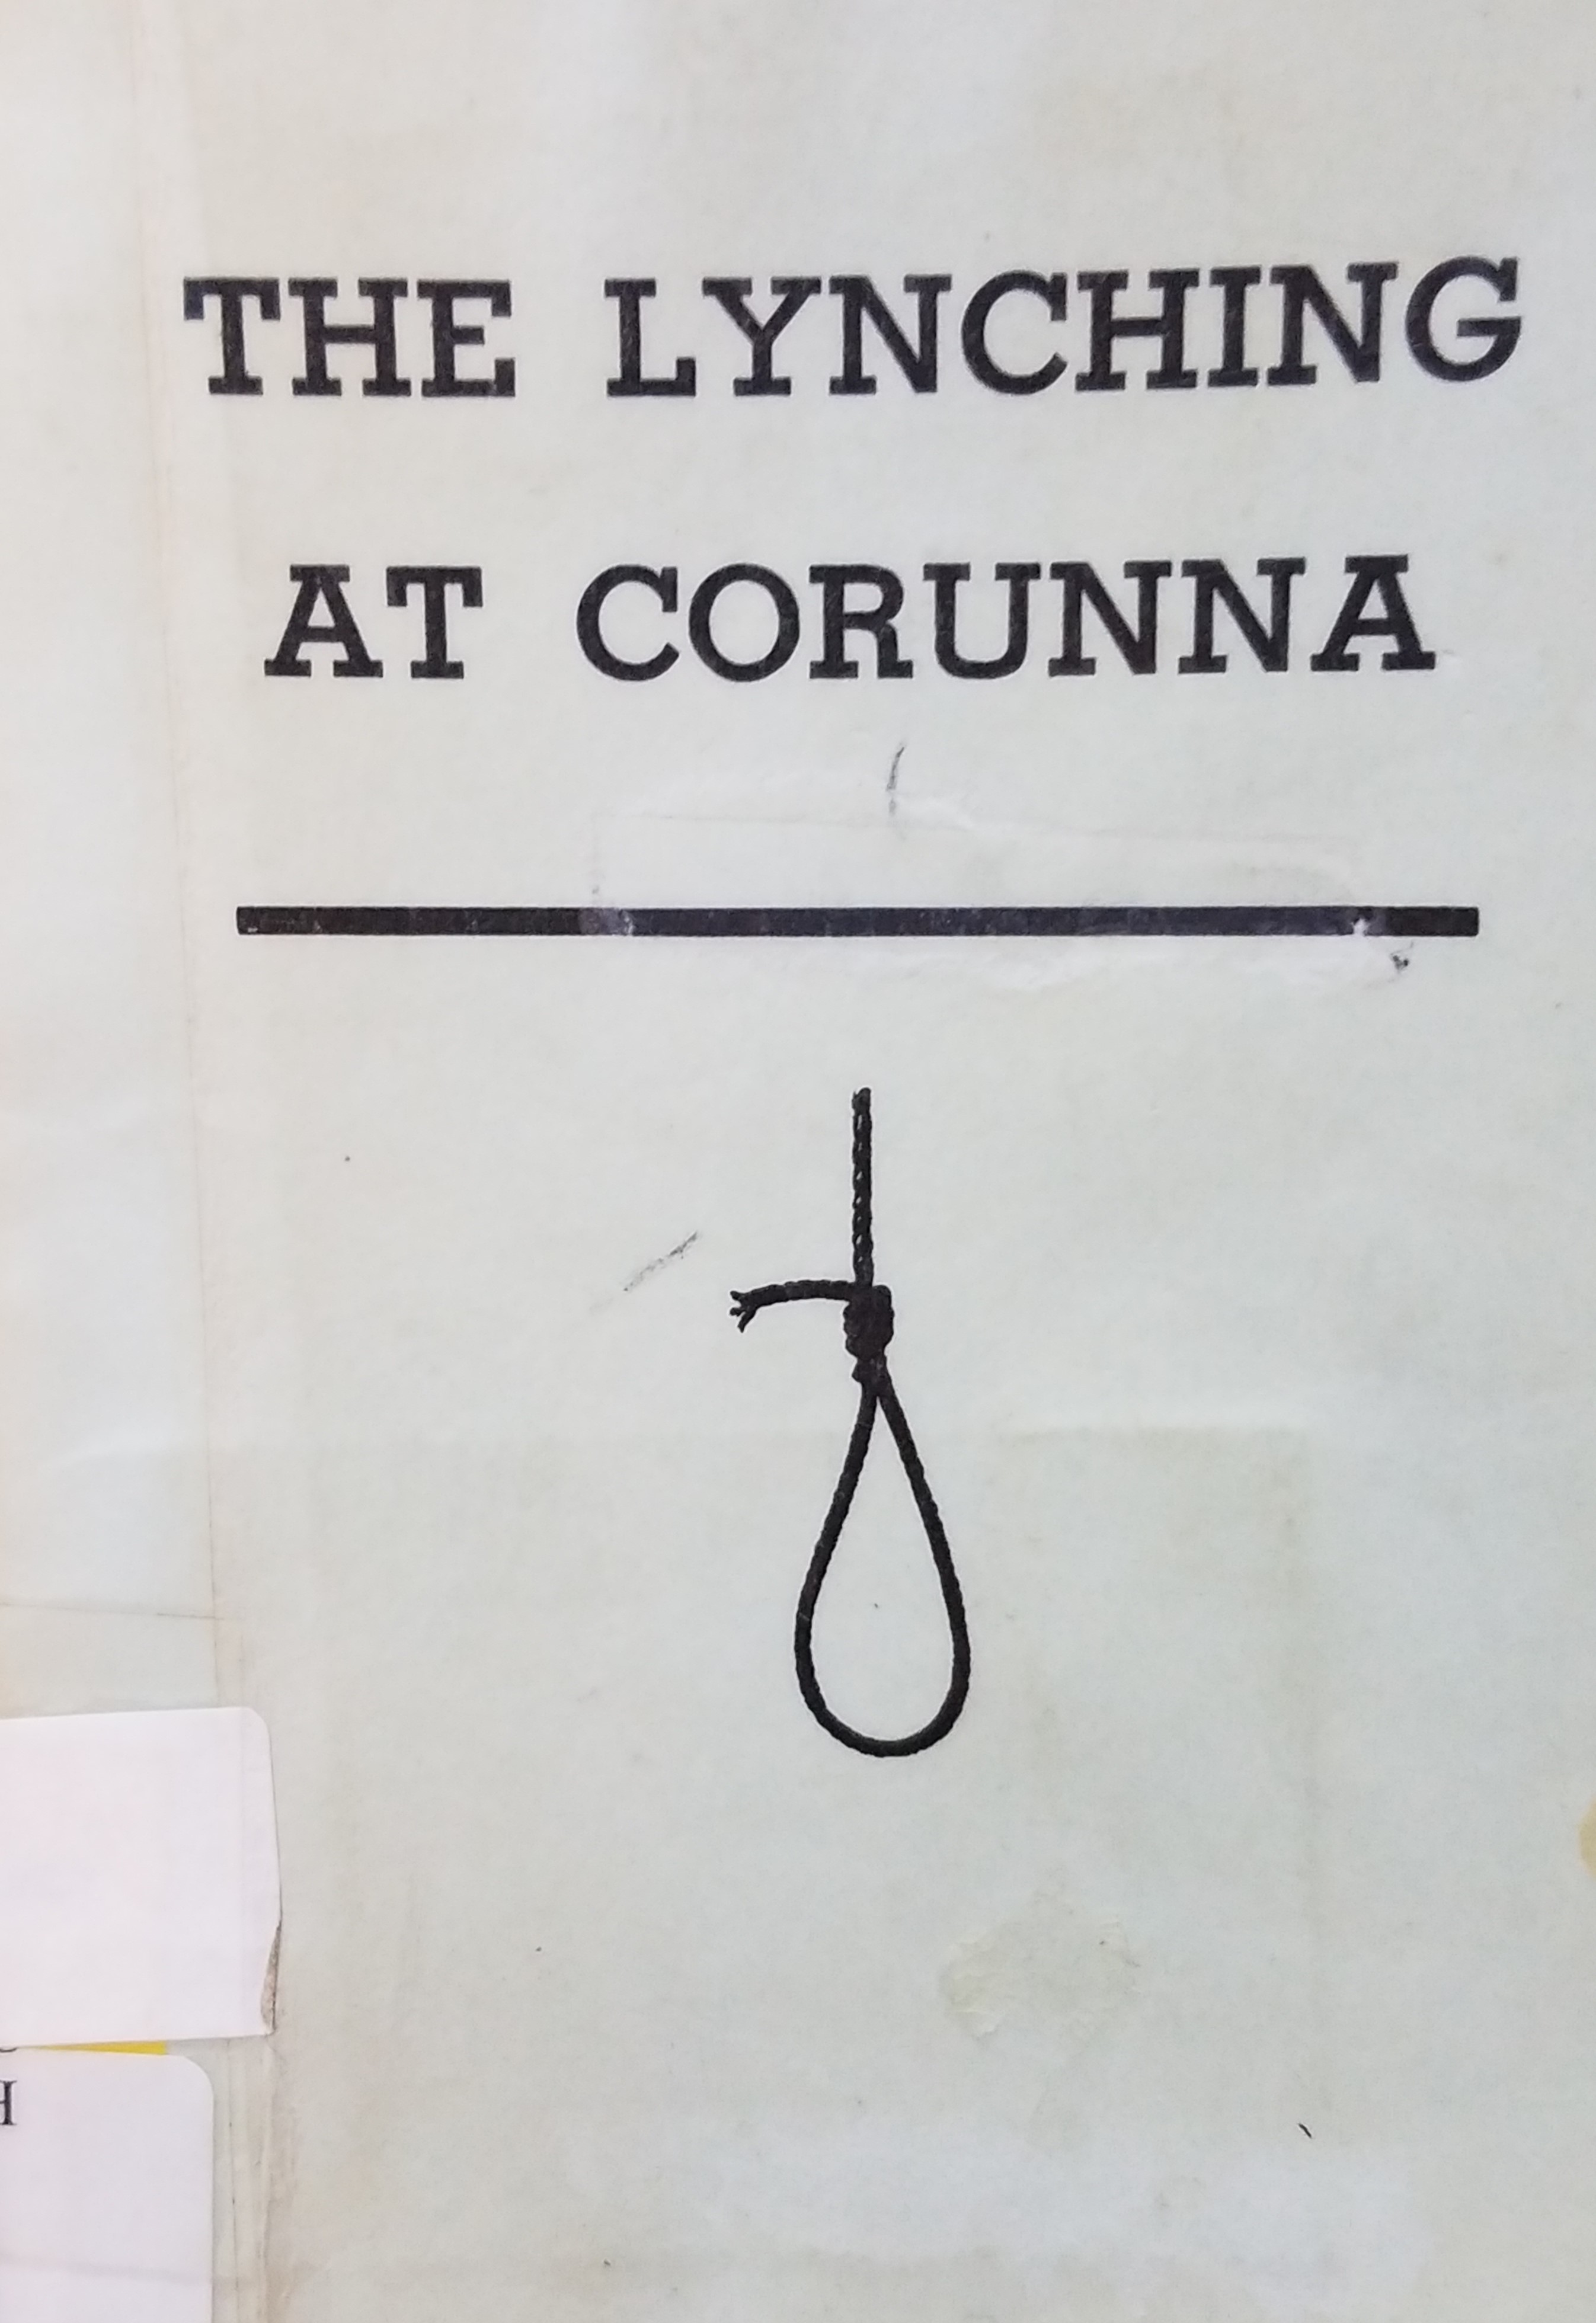 THE LYNCHING
AT CORUNNA
H